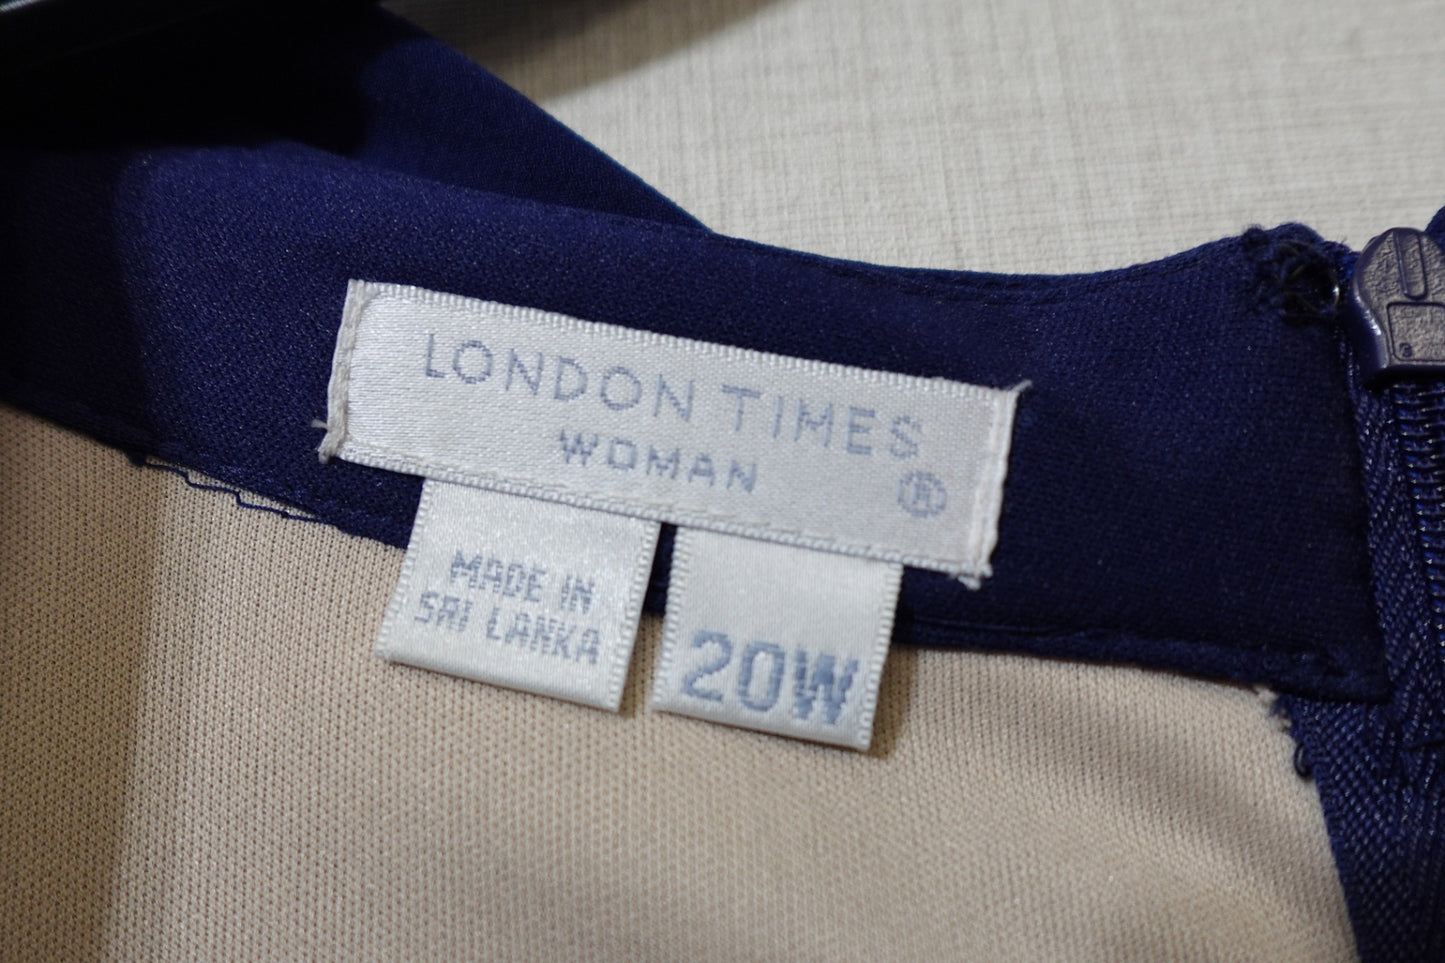 LONDON TIMES
WOMAN
®
MADE IN
SRI LANKA
20W